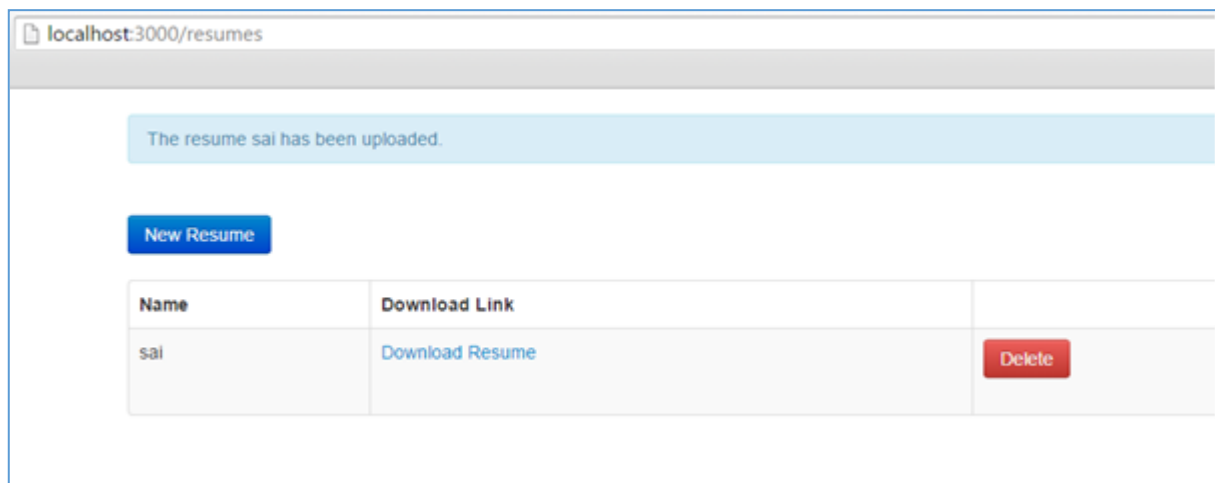 localhost:3000/resumes
The resume sai has been uploaded.
New Resume
Name Download Link
sai Download Resume Delete